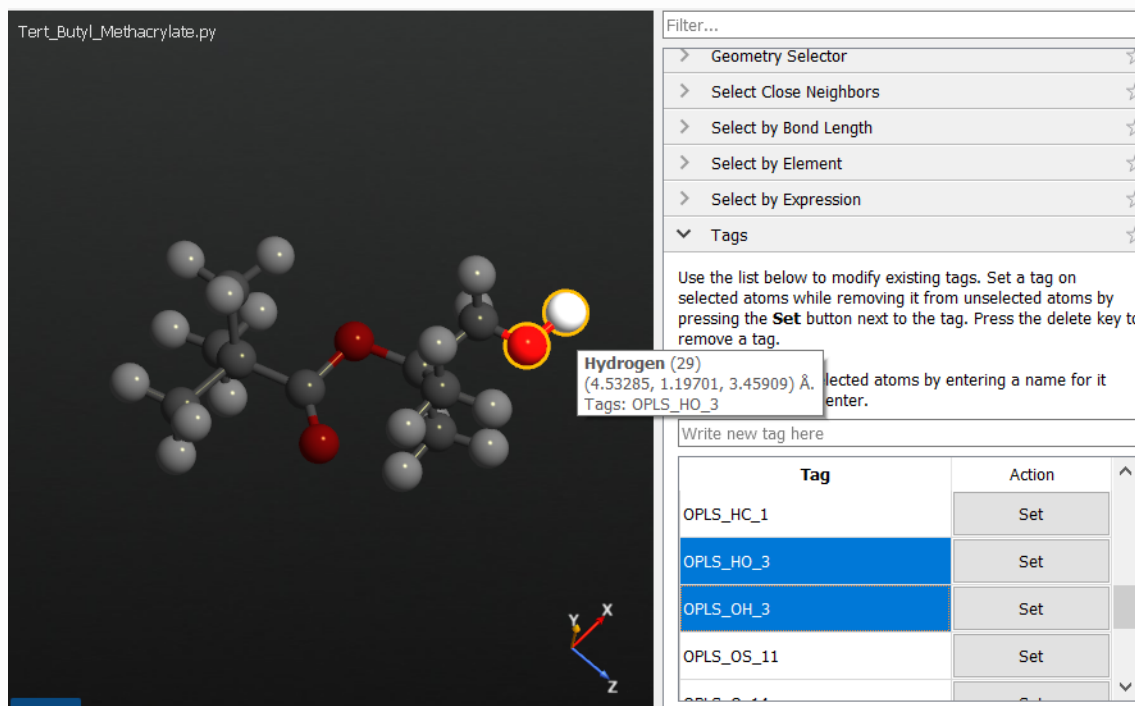 Tert_Butyl_Methacrylate.py
Filter...
Geometry Selector
Select Close Neighbors
Select by Bond Length
Select by Element
Select by Expression
Tags
Use the list below to modify existing tags. Set a tag on
selected atoms while removing it from unselected atoms by
pressing the Set button next to the tag. Press the delete key to
remove a tag.
Hydrogen (29)
(4.53285, 1.19701, 3.45909) Å.
Tags: OPLS_HO_3
lected atoms by entering a name for it
enter.
Write new tag here
Tag Action
OPLS_HC_1 Set
OPLS_HO_3 Set
OPLS_OH_3 Set
OPLS_OS_11 Set
Y X
Z